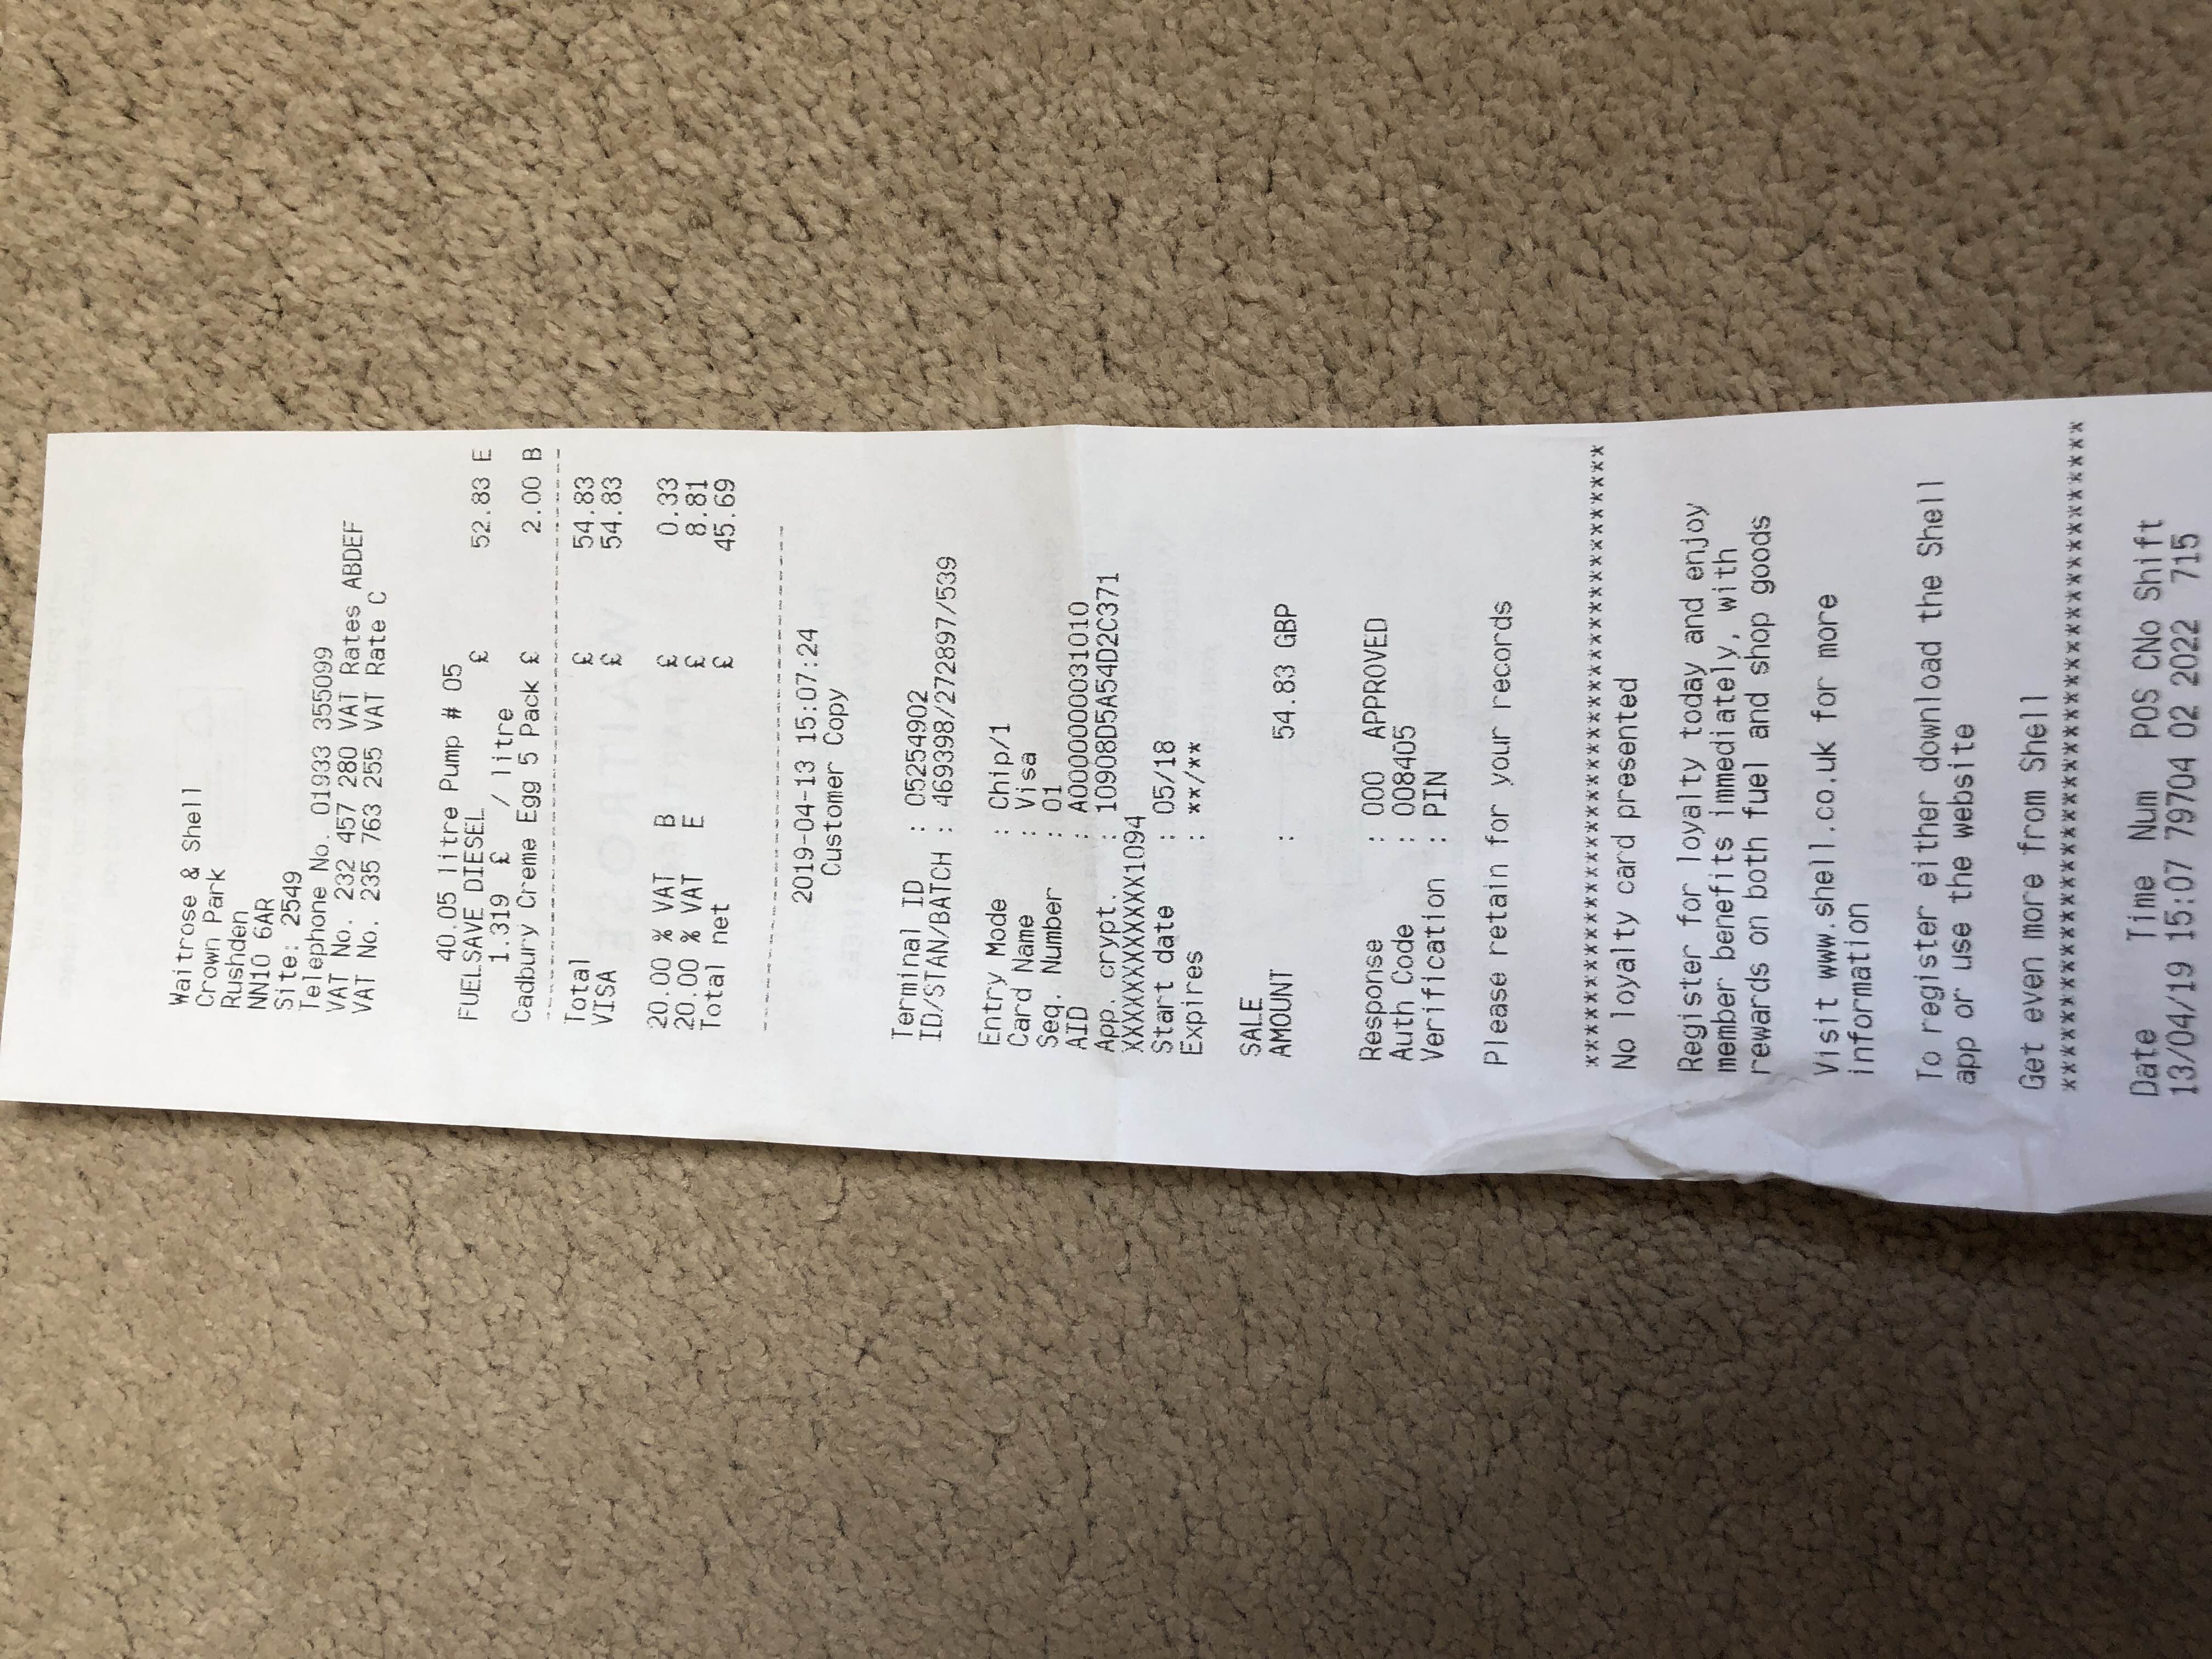 Waitrose & Shell
Crown Park
Rushden
NN10 6AR
Site: 2549
Telephone No. 01933 355099
VAT No. 232 457 280 VAT Rates ABDEF
VAT No. 235 763 255 VAT Rate C
40.05 litre Pump # 05
FUELSAVE DIESEL £ 52.83 E
1.319 £ / litre
Cadbury Creme Egg 5 Pack £ 2.00 B
Total £ 54.83
VISA £ 54.83
20.00 % VAT B £ 0.33
20.00 % VAT E £ 8.81
Total net £ 45.69
2019-04-13 15:07:24
Customer Copy
Terminal ID : 05254902
ID/STAN/BATCH : 469398/272897/539
Entry Mode : Chip/1
Card Name : Visa
Seq. Number : 01
AID : A0000000031010
App. crypt. : 10908D5A54D2C371
XXXXXXXXXXXX1094
Start date : 05/18
Expires : **/**
SALE
AMOUNT : 54.83 GBP
Response : 000 APPROVED
Auth Code : 008405
Verification : PIN
Please retain for your records
***************************************
No loyalty card presented
Register for loyalty today and enjoy
member benefits immediately, with
rewards on both fuel and shop goods
Visit www.shell.co.uk for more
information
To register either download the Shell
app or use the website
Get even more from Shell
***************************************
Date Time Num POS CNo Shift
13/04/19 15:07 79704 02 2022 715